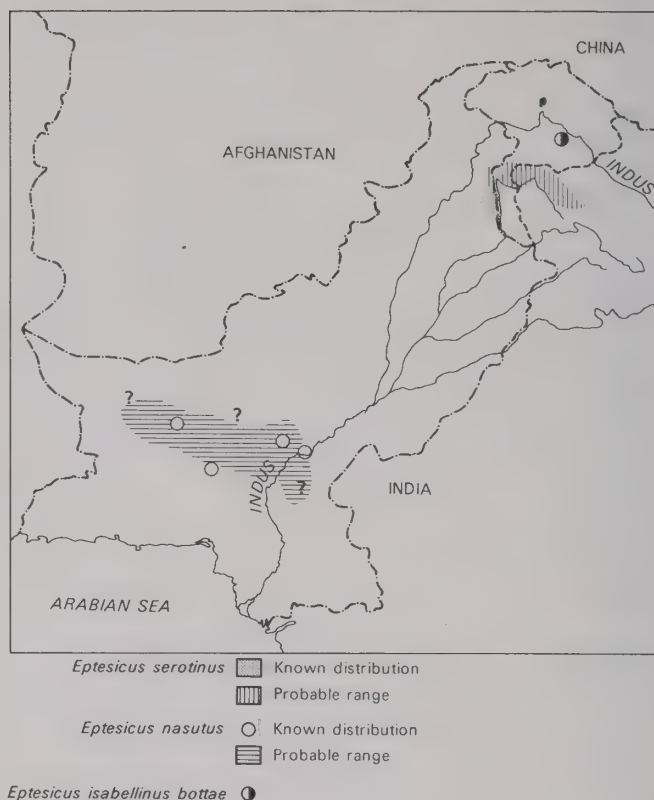 CHINA
AFGHANISTAN
INDUS
?
?
INDUS
?
INDIA
ARABIAN SEA
Eptesicus serotinus Known distribution
Probable range
Eptesicus nasutus Known distribution
Probable range
Eptesicus isabellinus bottae